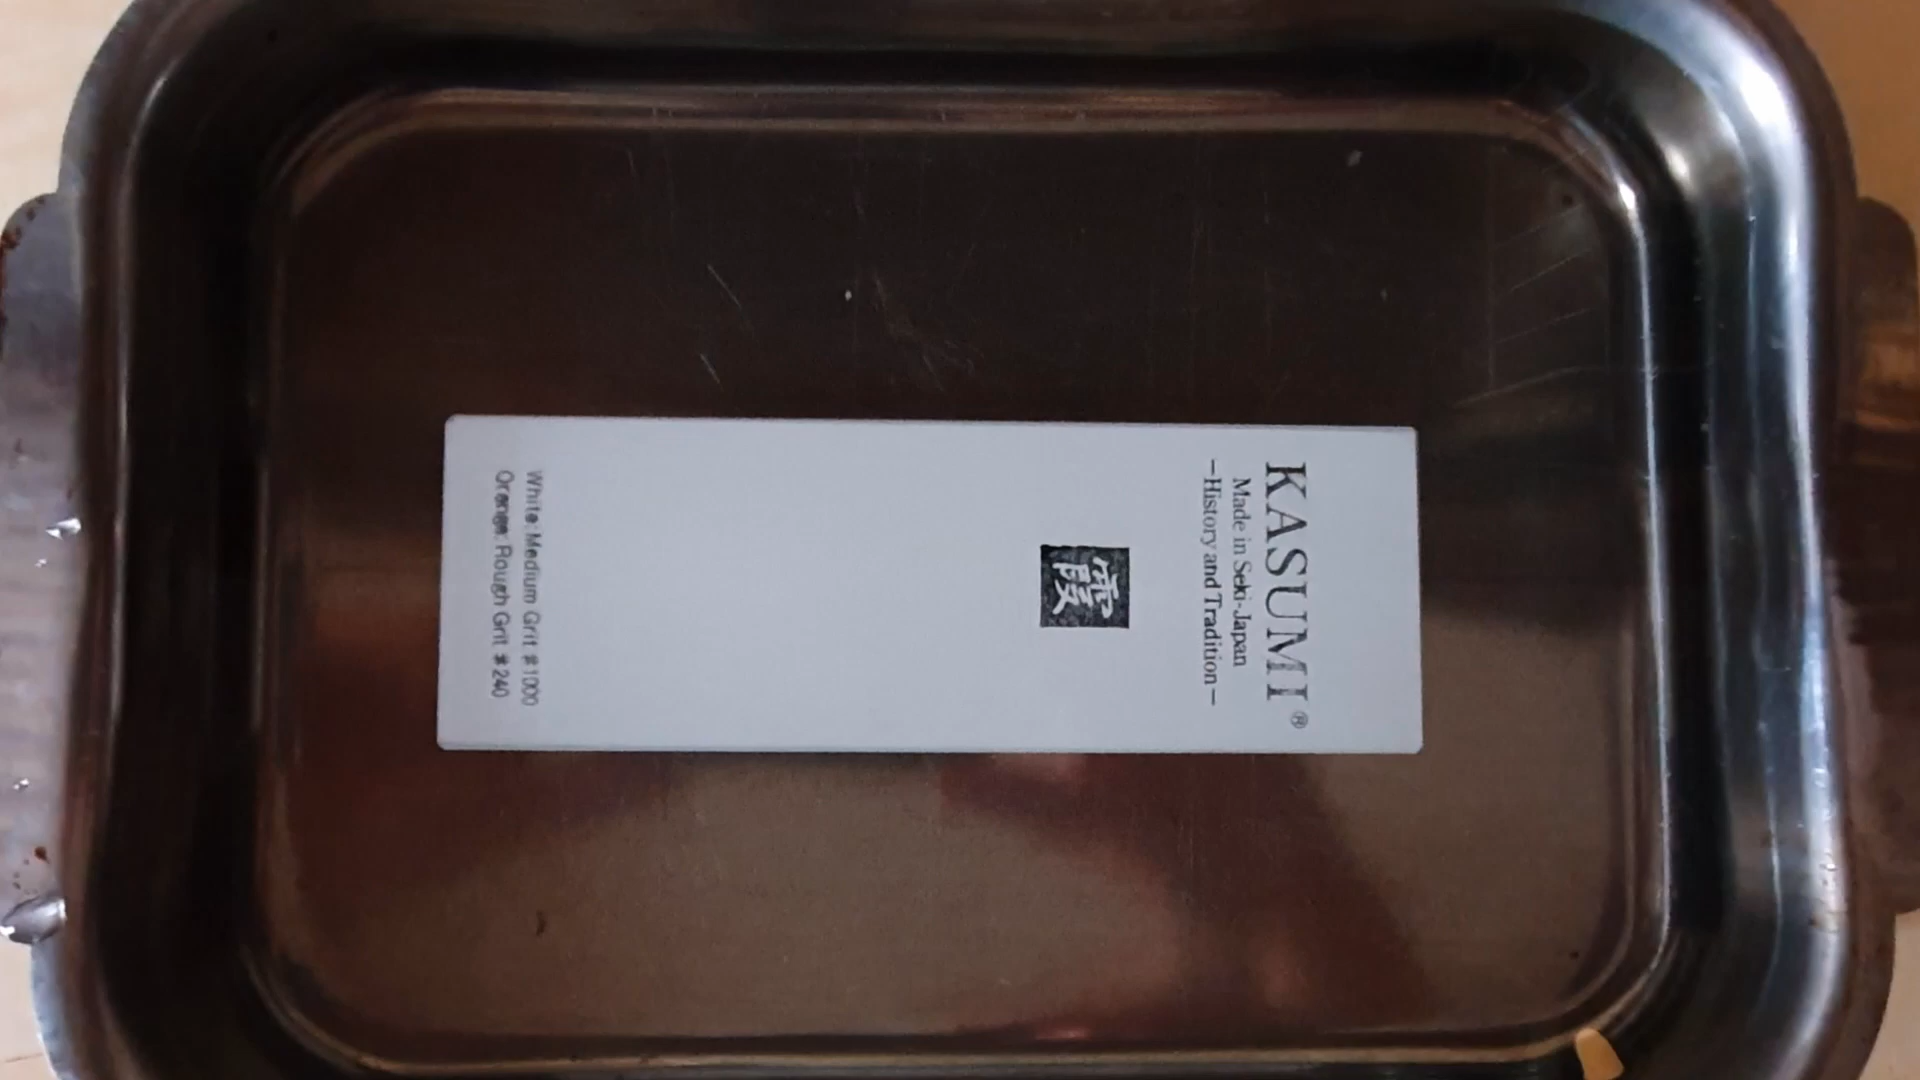 KASUMI®
Made in Seki-Japan
—History and Tradition—
霞
White: Medium Grit #1000
Orange: Rough Grit #240